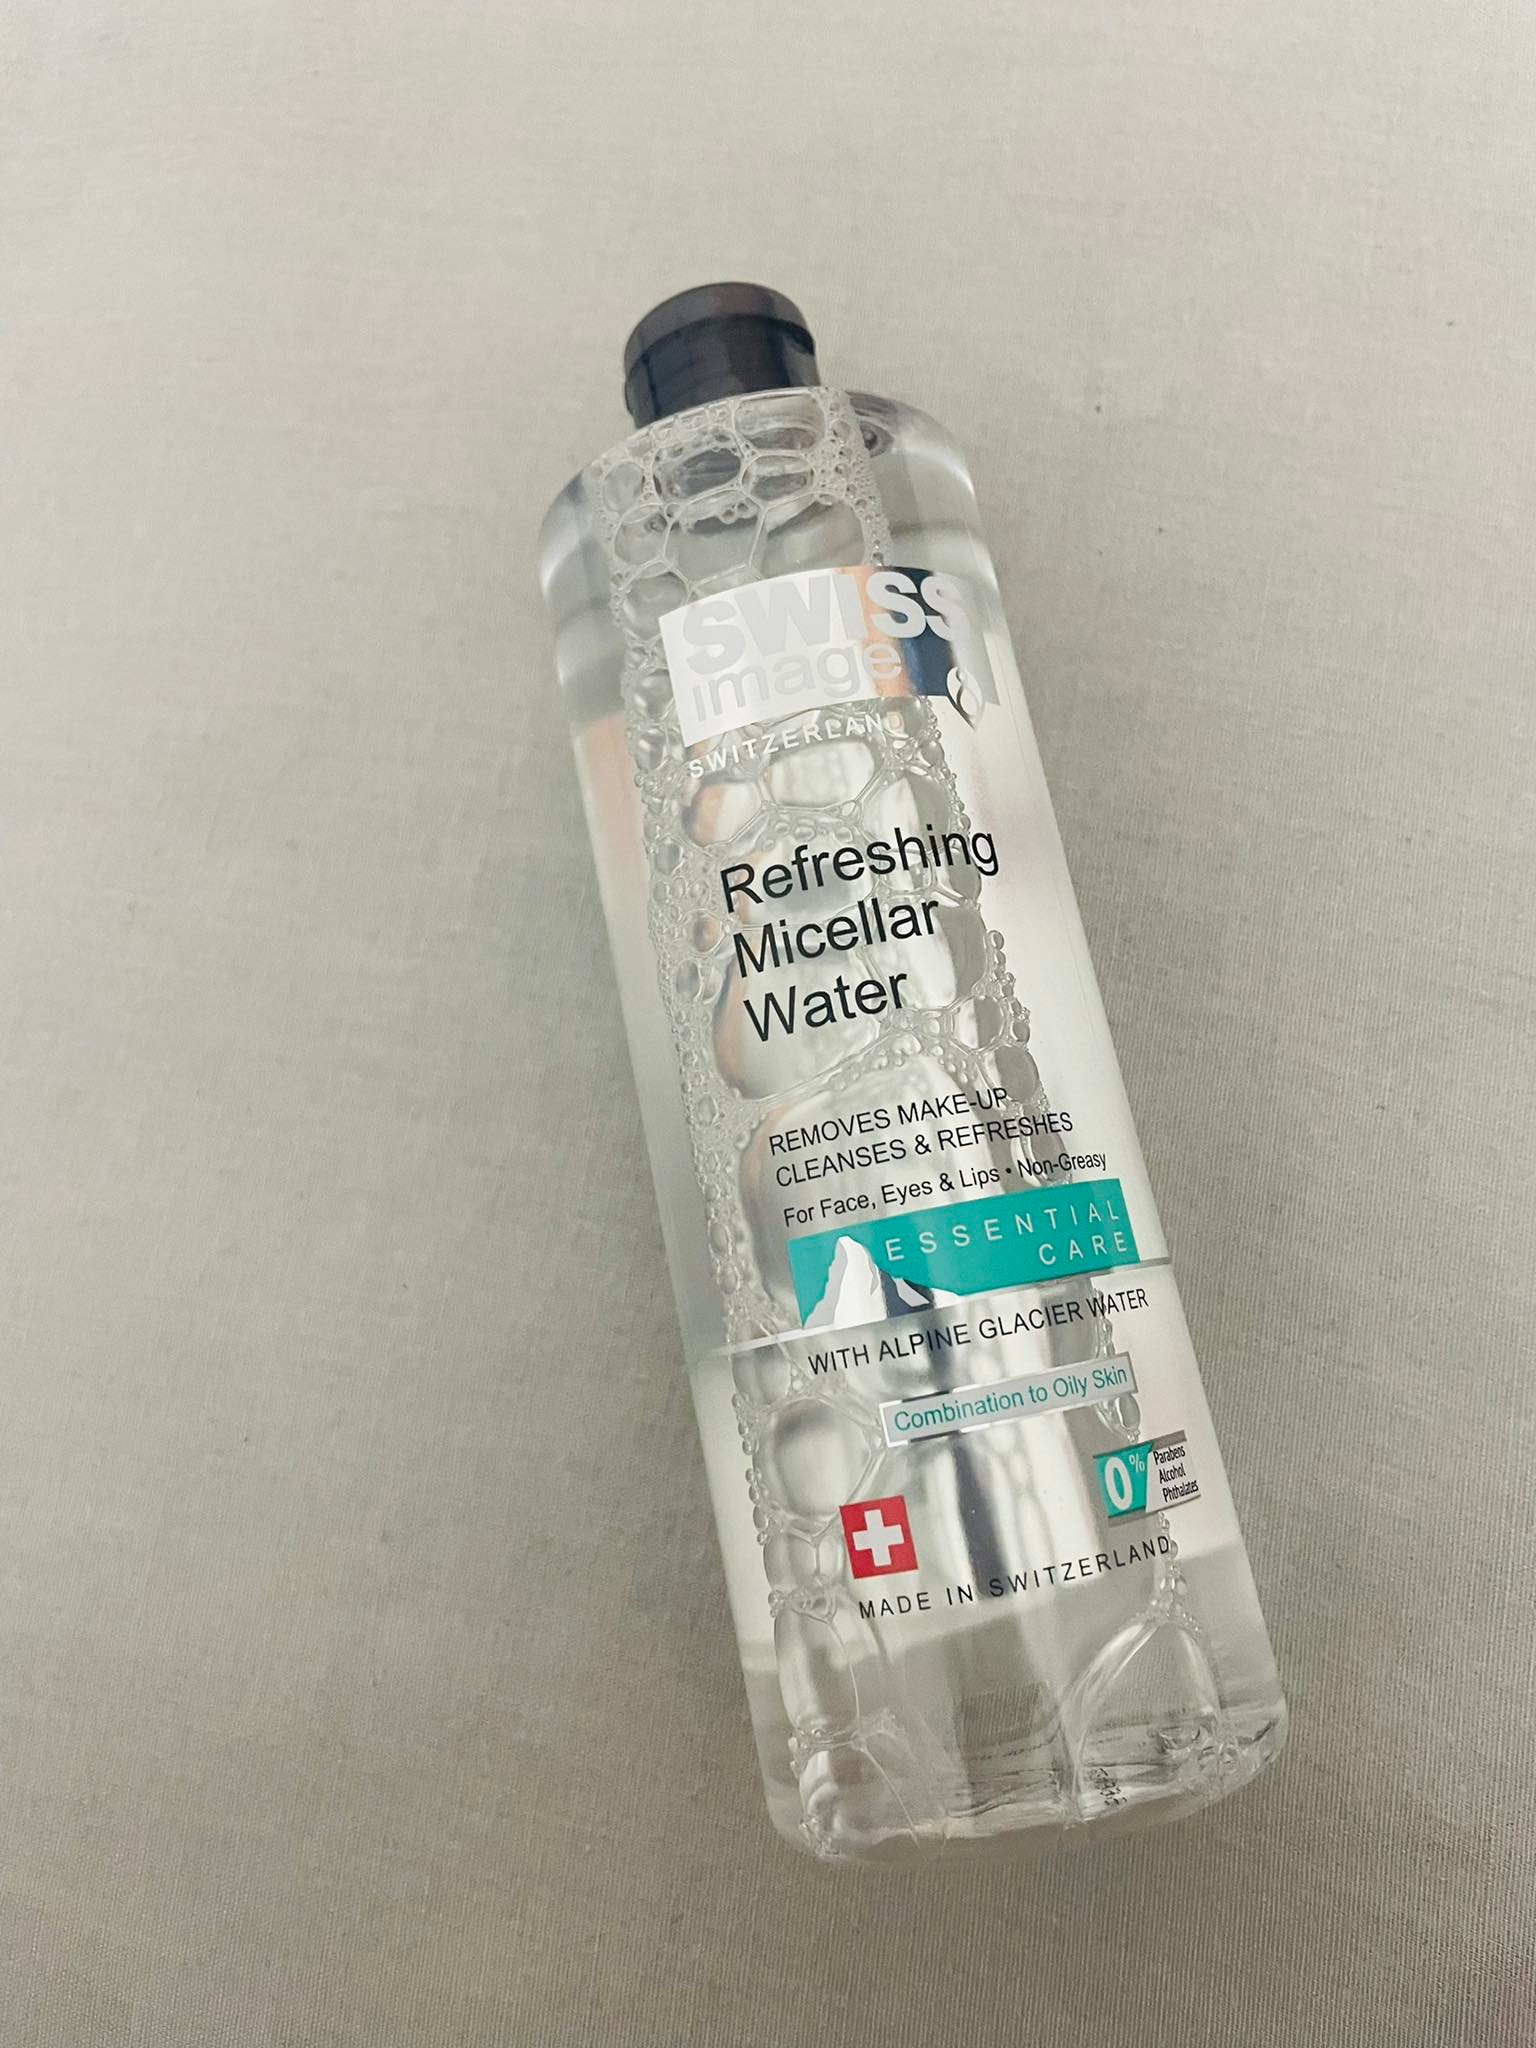 SWISS
image
SWITZERLAND
Refreshing
Micellar
Water
REMOVES MAKE-UP
CLEANSES & REFRESHES
For Face, Eyes & Lips • Non-Greasy
ESSENTIAL
CARE
WITH ALPINE GLACIER WATER
Combination to Oily Skin
0% Parabens
Alcohol
Phthalates
MADE IN SWITZERLAND